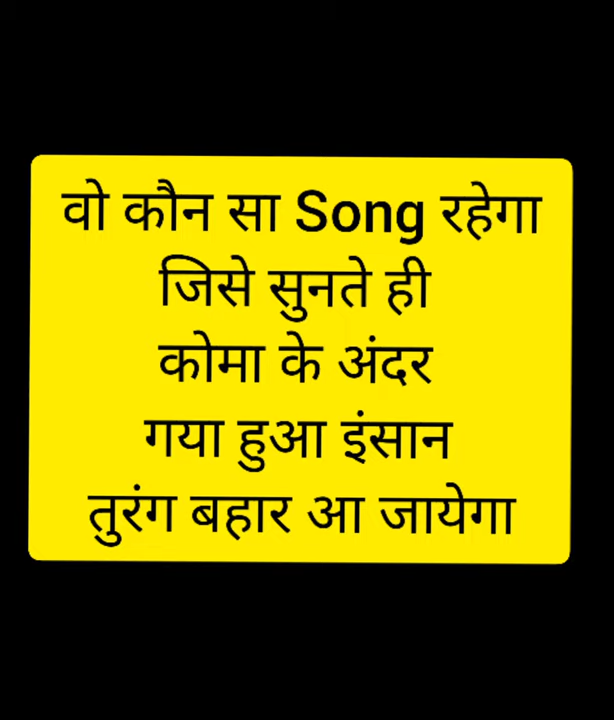 वो कौन सा Song रहेगा
जिसे सुनते ही
कोमा के अंदर
गया हुआ इंसान
तुरंग बहार आ जायेगा